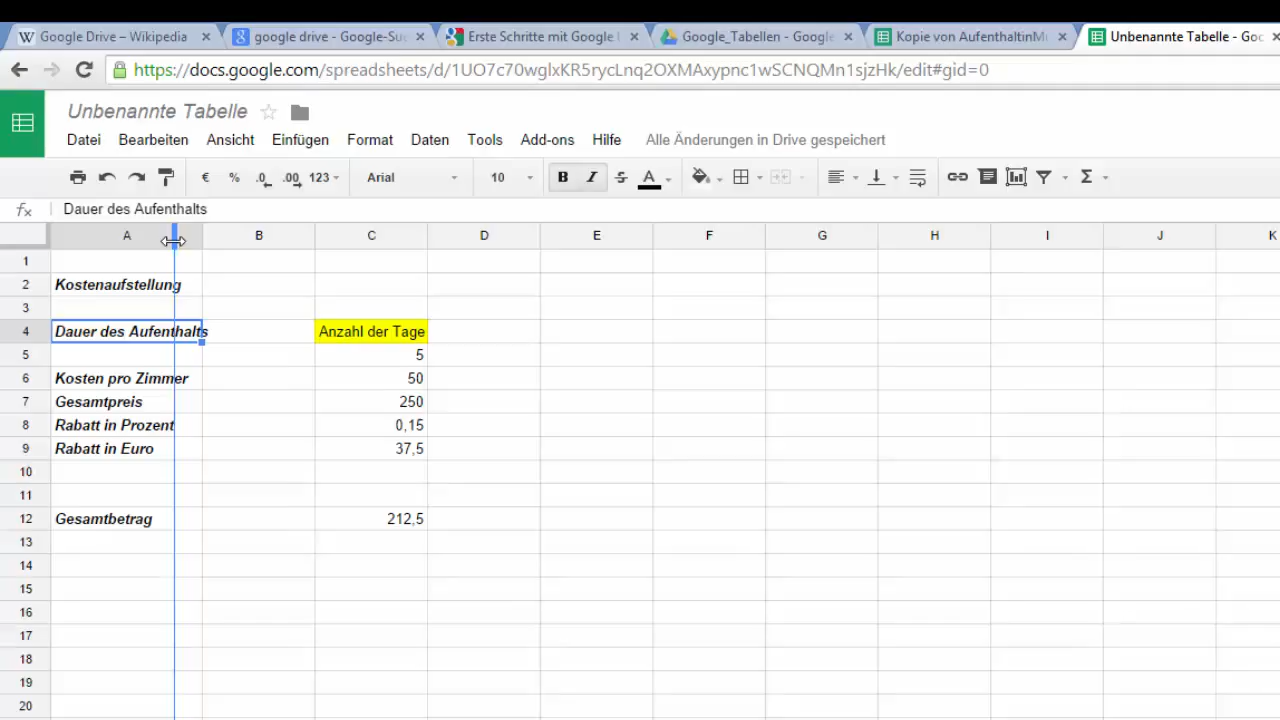 Google Drive – Wikipedia google drive - Google-Su Erste Schritte mit Google Google_Tabellen - Google Kopie von AufenthaltinM Unbenannte Tabelle - Goo
https://docs.google.com/spreadsheets/d/1UO7c70wglxKR5rycLnq2OXMAxypnc1wSCNQMn1sjzHk/edit#gid=0
Unbenannte Tabelle
Datei Bearbeiten Ansicht Einfügen Format Daten Tools Add-ons Hilfe Alle Änderungen in Drive gespeichert
€ % .0 .00 123 Arial 10 B I S A Σ
fx Dauer des Aufenthalts
A B C D E F G H I J K
1
2 Kostenaufstellung
3
4 Dauer des Aufenthalts Anzahl der Tage
5 5
6 Kosten pro Zimmer 50
7 Gesamtpreis 250
8 Rabatt in Prozent 0,15
9 Rabatt in Euro 37,5
10
11
12 Gesamtbetrag 212,5
13
14
15
16
17
18
19
20